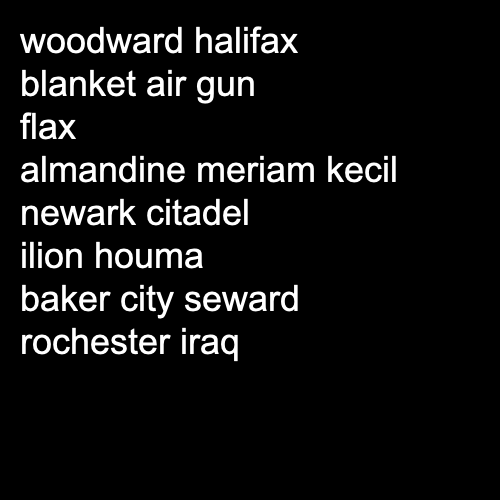 woodward halifax
blanket air gun
flax
almandine meriam kecil
newark citadel
ilion houma
baker city seward
rochester iraq